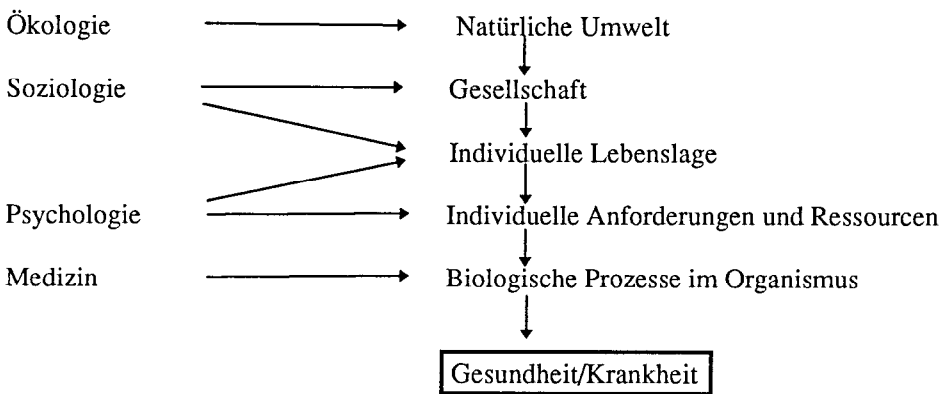 Ökologie Natürliche Umwelt
Soziologie Gesellschaft
Individuelle Lebenslage
Psychologie Individuelle Anforderungen und Ressourcen
Medizin Biologische Prozesse im Organismus
Gesundheit/Krankheit